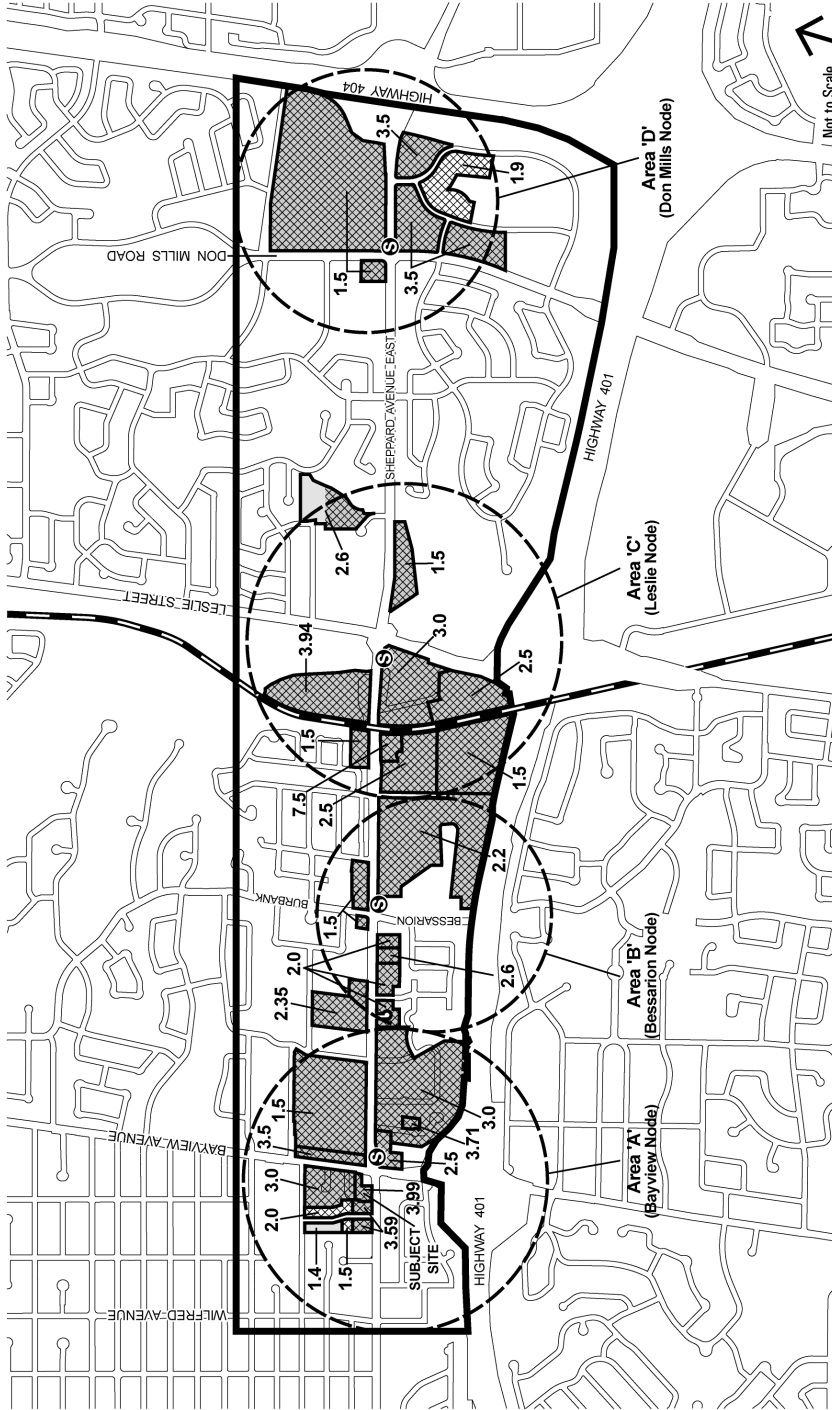 Not to Scale
HIGHWAY 404
3.5
1.9
Area 'D'
(Don Mills Node)
DON MILLS ROAD
S
1.5
3.5
SHEPPARD AVENUE EAST
HIGHWAY 401
2.6
1.5
LESLIE STREET
Area 'C'
(Leslie Node)
3.94
3.0
S
2.5
1.5
7.5
2.5
1.5
2.2
BURBANK
S
1.5
BESSARION
2.0
2.6
2.35
Area 'B'
(Bessarion Node)
1.5
3.0
3.71
BAYVIEW AVENUE
3.5
S
2.5
3.0
3.99
2.0
3.59
Area 'A'
(Bayview Node)
1.4
1.5
SUBJECT
SITE
HIGHWAY 401
WILFRED AVENUE